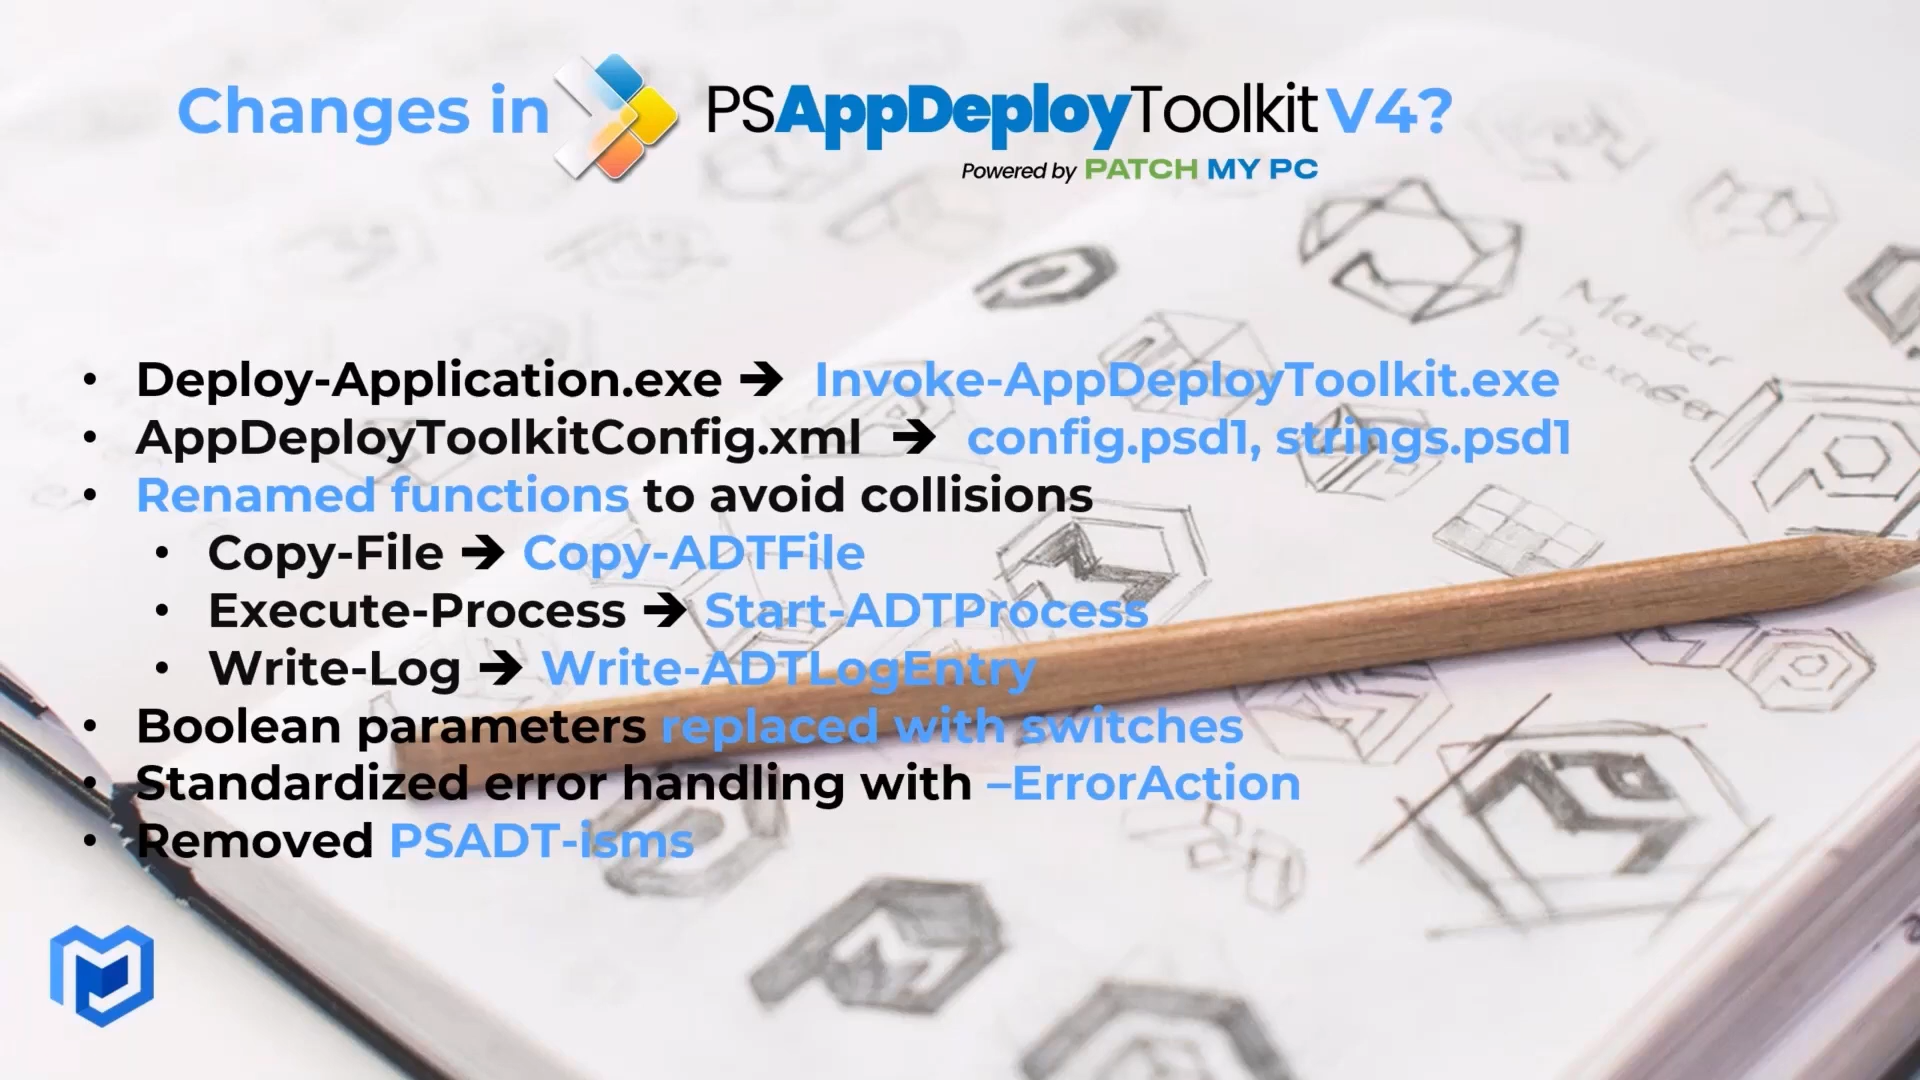 Changes in PSAppDeployToolkit V4?
Powered by PATCH MY PC
Master
Packager
• Deploy-Application.exe ➔ Invoke-AppDeployToolkit.exe
• AppDeployToolkitConfig.xml ➔ config.psd1, strings.psd1
• Renamed functions to avoid collisions
• Copy-File ➔ Copy-ADTFile
• Execute-Process ➔ Start-ADTProcess
• Write-Log ➔ Write-ADTLogEntry
• Boolean parameters replaced with switches
• Standardized error handling with –ErrorAction
• Removed PSADT-isms